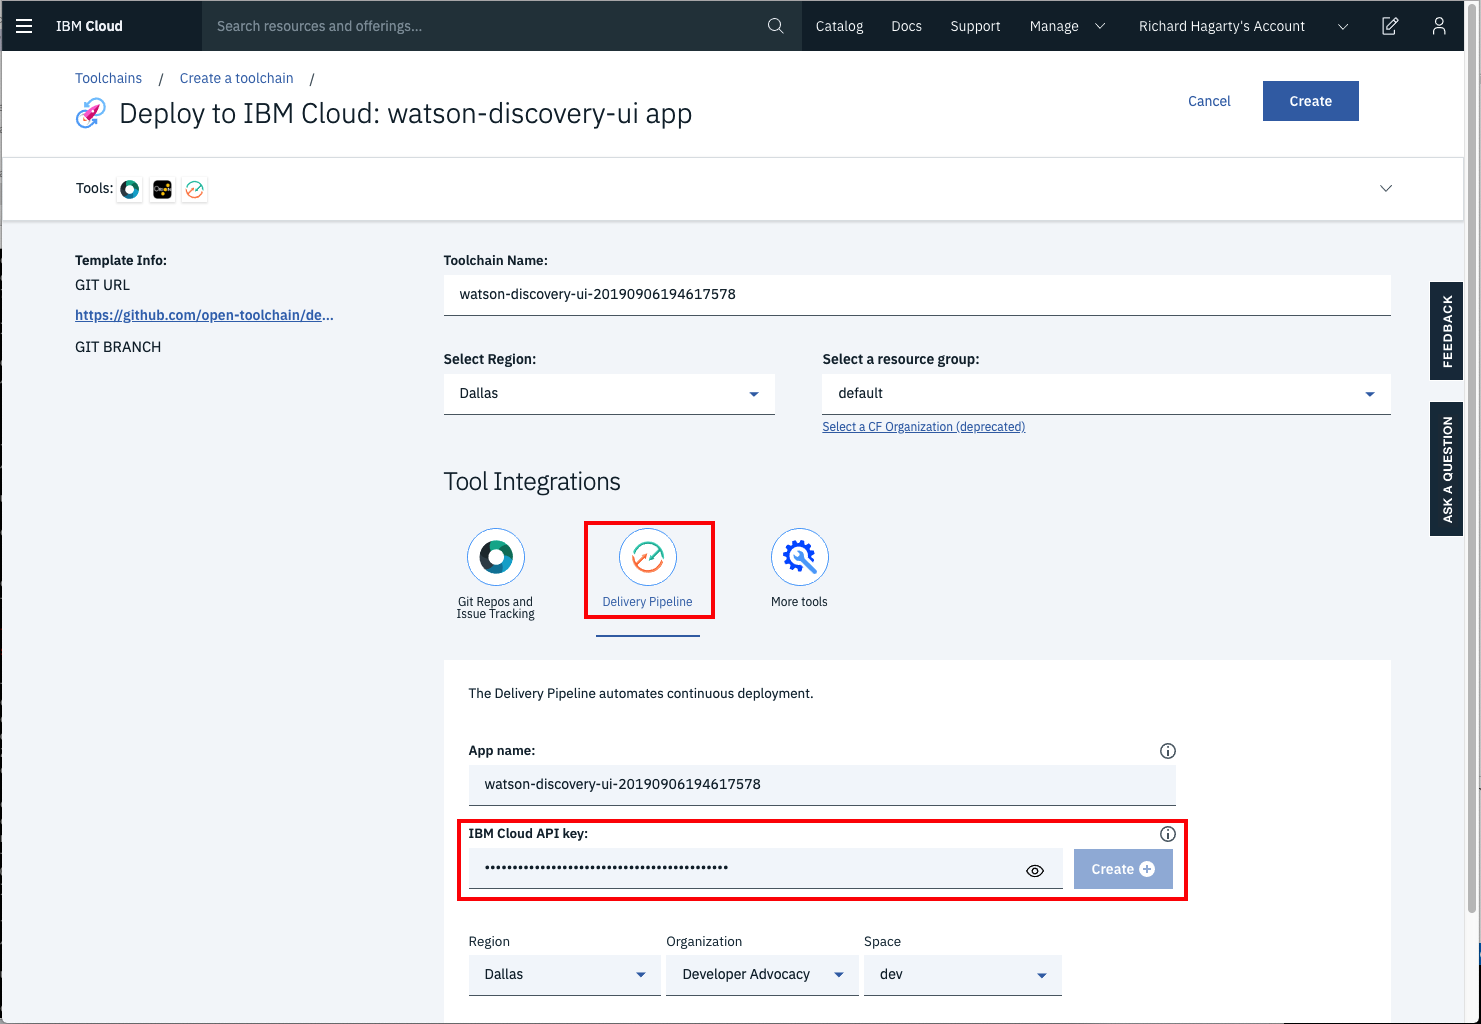 IBM Cloud
Search resources and offerings...
Catalog
Docs
Support
Manage
Richard Hagarty's Account
Toolchains / Create a toolchain /
Deploy to IBM Cloud: watson-discovery-ui app
Cancel
Create
Tools:
Template Info:
GIT URL
https://github.com/open-toolchain/de...
GIT BRANCH
Toolchain Name:
watson-discovery-ui-20190906194617578
Select Region:
Dallas
Select a resource group:
default
Select a CF Organization (deprecated)
FEEDBACK
ASK A QUESTION
Tool Integrations
Git Repos and
Issue Tracking
Delivery Pipeline
More tools
The Delivery Pipeline automates continuous deployment.
App name:
watson-discovery-ui-20190906194617578
IBM Cloud API key:
Create
Region
Dallas
Organization
Developer Advocacy
Space
dev